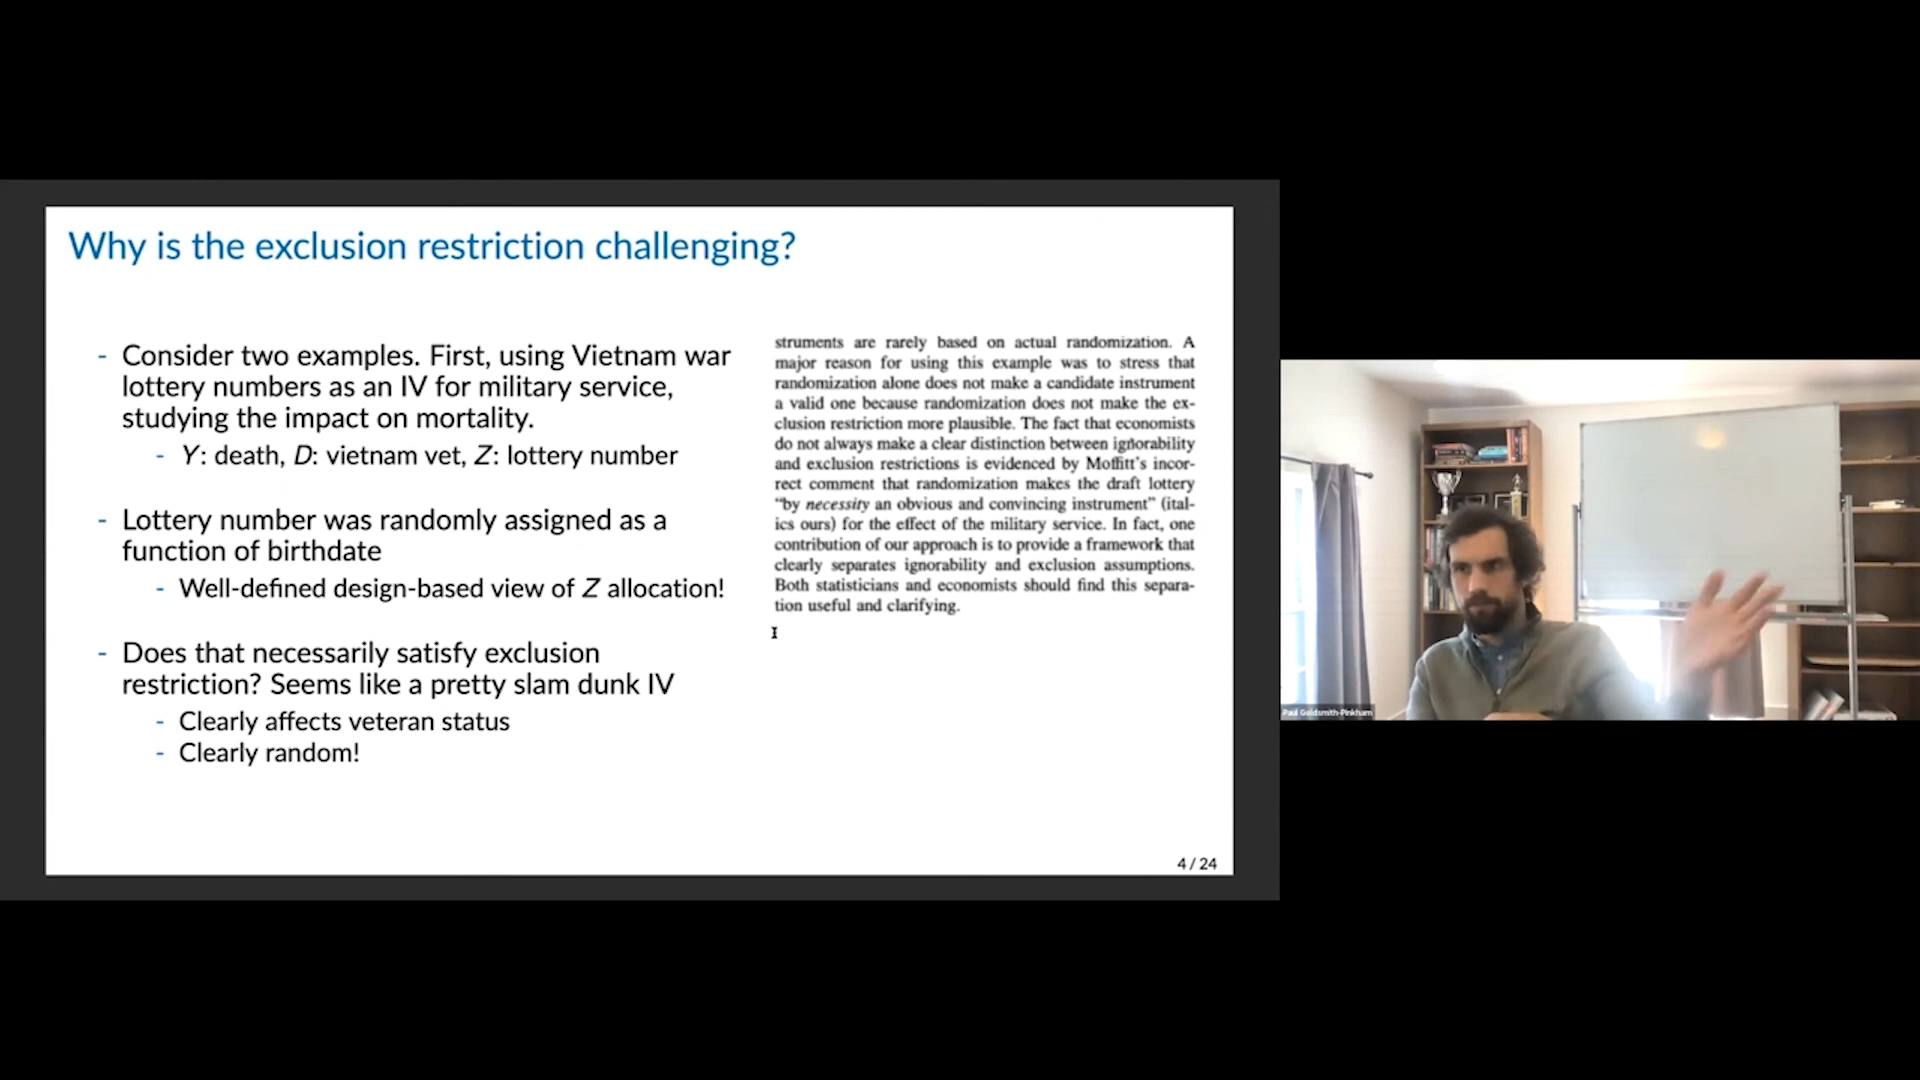 Why is the exclusion restriction challenging?
- Consider two examples. First, using Vietnam war
lottery numbers as an IV for military service,
studying the impact on mortality.
- Y: death, D: vietnam vet, Z: lottery number
- Lottery number was randomly assigned as a
function of birthdate
- Well-defined design-based view of Z allocation!
- Does that necessarily satisfy exclusion
restriction? Seems like a pretty slam dunk IV
- Clearly affects veteran status
- Clearly random!
struments are rarely based on actual randomization. A
major reason for using this example was to stress that
randomization alone does not make a candidate instrument
a valid one because randomization does not make the ex-
clusion restriction more plausible. The fact that economists
do not always make a clear distinction between ignorability
and exclusion restrictions is evidenced by Moffitt's incor-
rect comment that randomization makes the draft lottery
"by necessity an obvious and convincing instrument" (ital-
ics ours) for the effect of the military service. In fact, one
contribution of our approach is to provide a framework that
clearly separates ignorability and exclusion assumptions.
Both statisticians and economists should find this separa-
tion useful and clarifying.
4 / 24
Paul Goldsmith-Pinkham